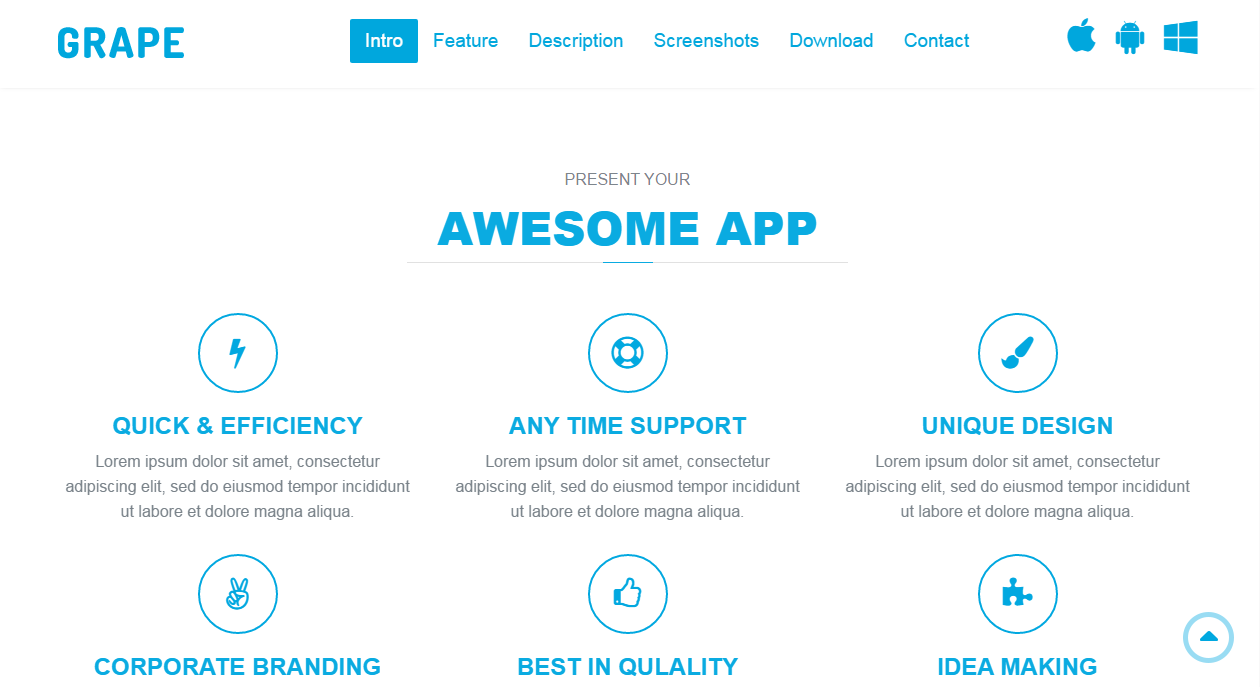 GRAPE
Intro Feature Description Screenshots Download Contact
PRESENT YOUR
AWESOME APP
QUICK & EFFICIENCY
Lorem ipsum dolor sit amet, consectetur
adipiscing elit, sed do eiusmod tempor incididunt
ut labore et dolore magna aliqua.
ANY TIME SUPPORT
Lorem ipsum dolor sit amet, consectetur
adipiscing elit, sed do eiusmod tempor incididunt
ut labore et dolore magna aliqua.
UNIQUE DESIGN
Lorem ipsum dolor sit amet, consectetur
adipiscing elit, sed do eiusmod tempor incididunt
ut labore et dolore magna aliqua.
CORPORATE BRANDING
BEST IN QULALITY
IDEA MAKING